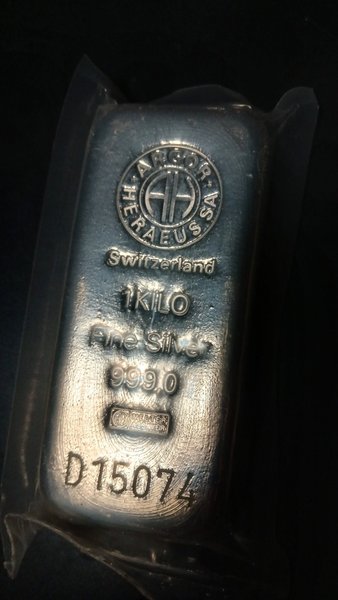 ARGOR
HERAEUS SA
Switzerland
1KILO
Fine Silver
999.0
D15074